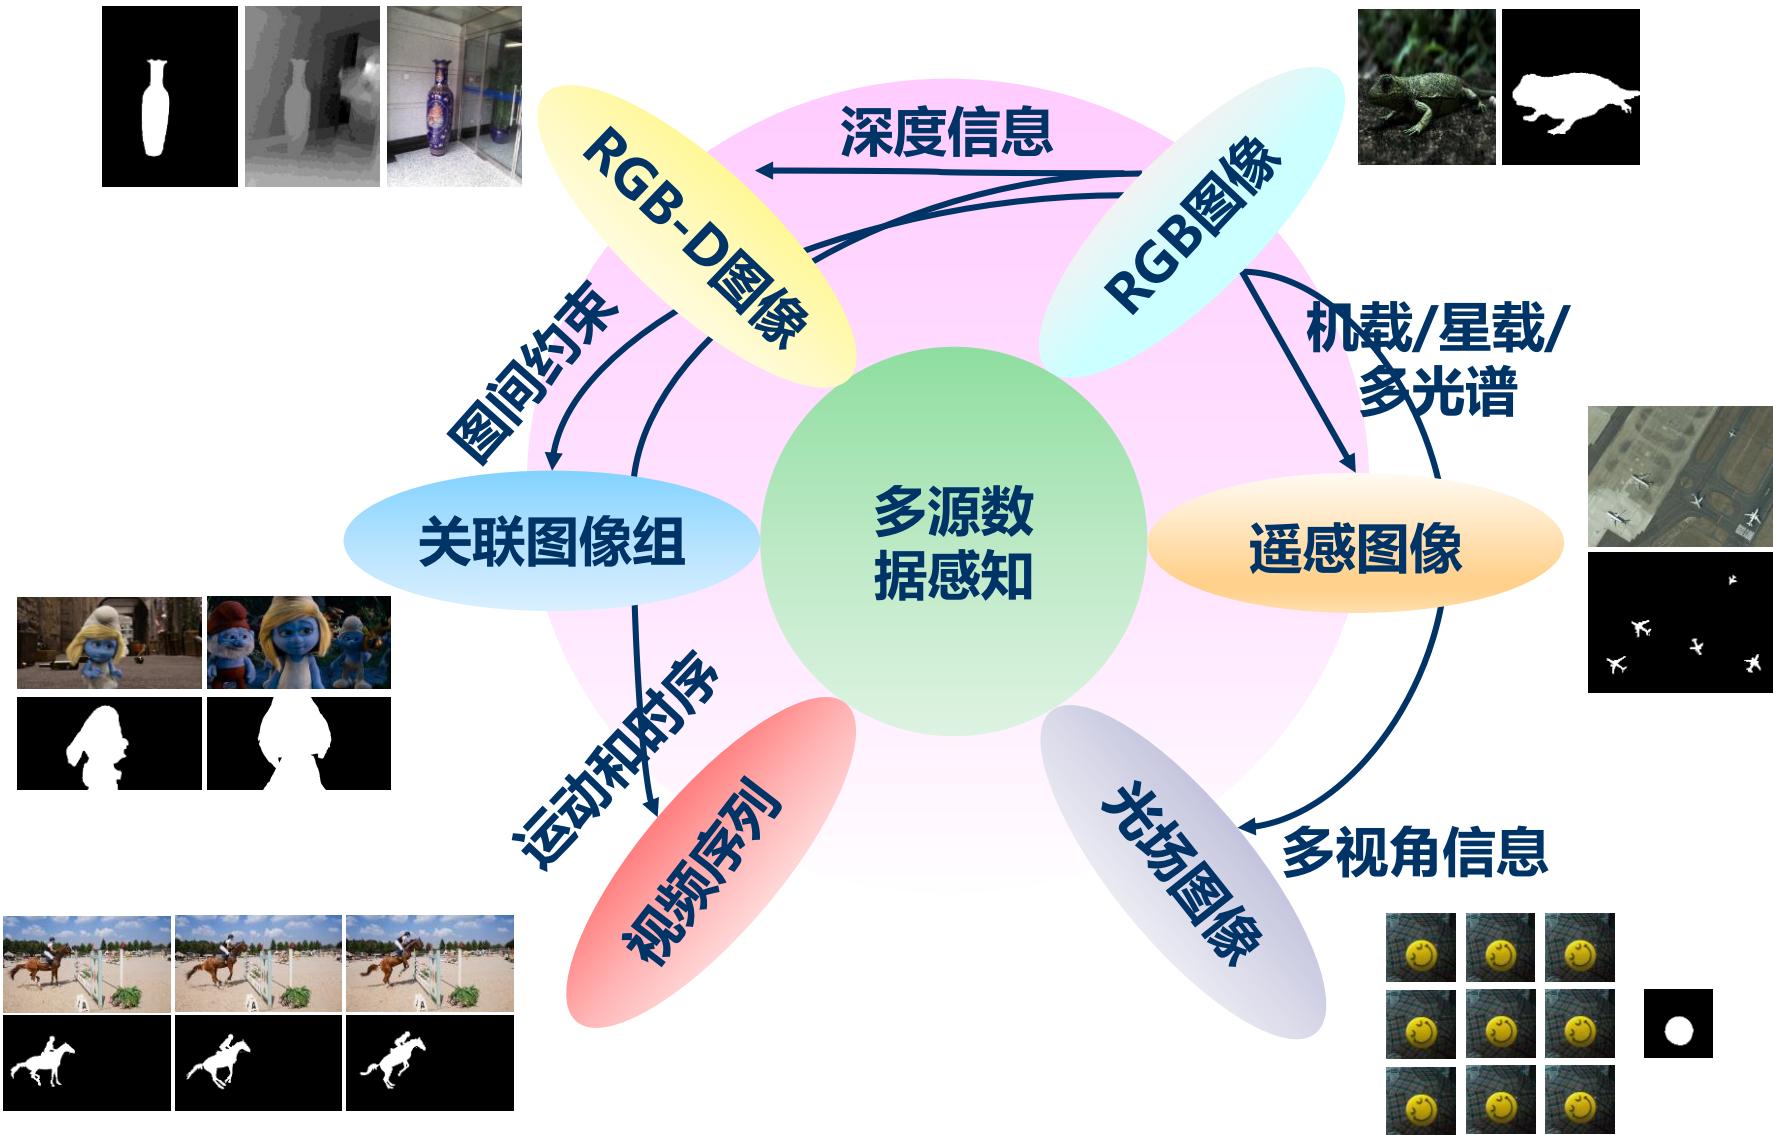 深度信息
RGB-D图像
RGB图像
图间约束
机载/星载/
多光谱
关联图像组
多源数
据感知
遥感图像
运动和时序
视频序列
光场图像
多视角信息